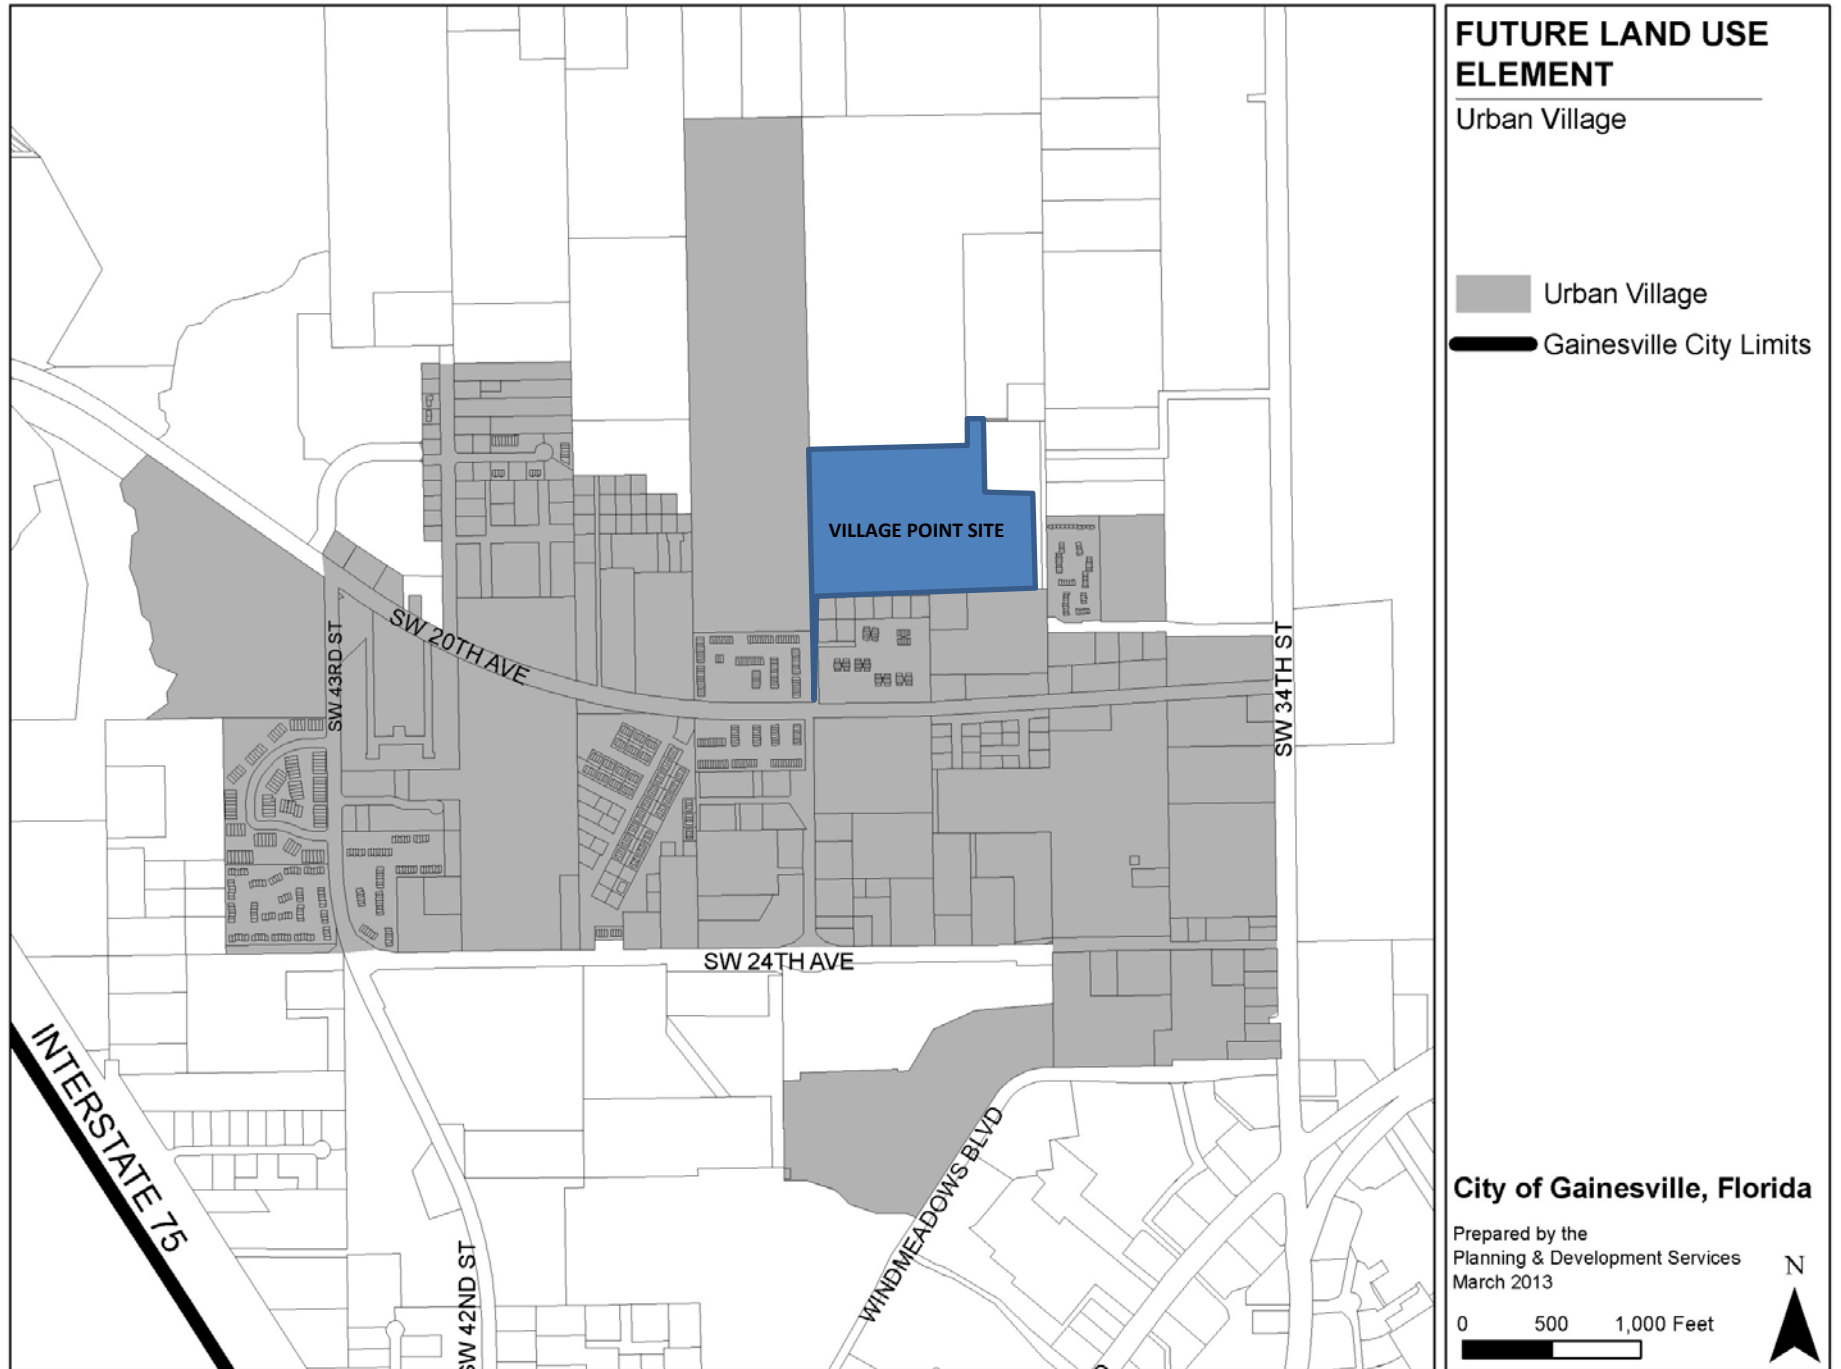 FUTURE LAND USE
ELEMENT
Urban Village
Urban Village
Gainesville City Limits
VILLAGE POINT SITE
SW 20TH AVE
SW 43RD ST
SW 34TH ST
SW 24TH AVE
INTERSTATE 75
WINDMEADOWS BLVD
SW 42ND ST
City of Gainesville, Florida
Prepared by the
Planning & Development Services
March 2013
N
0 500 1,000 Feet